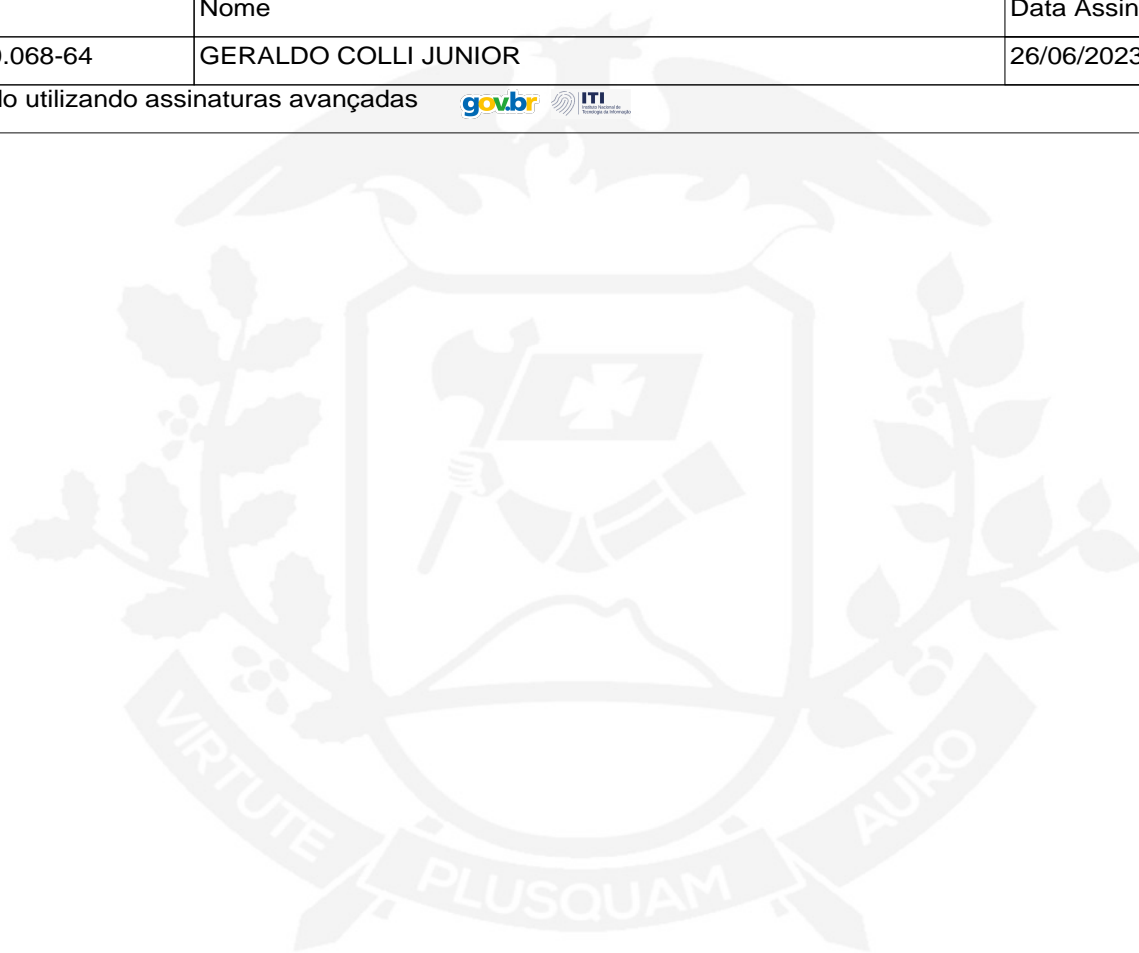 Nome Data Assin
.068-64 GERALDO COLLI JUNIOR 26/06/2023
do utilizando assinaturas avançadas gov.br ITI
VIRTUTE PLUSQUAM AURO